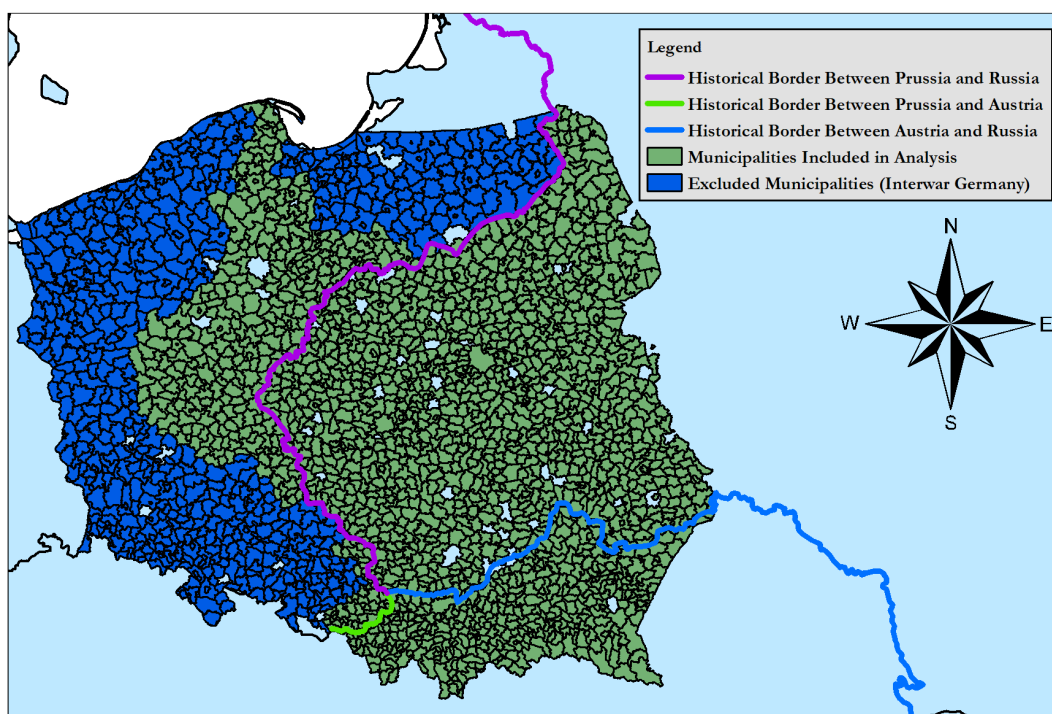 Legend
Historical Border Between Prussia and Russia
Historical Border Between Prussia and Austria
Historical Border Between Austria and Russia
Municipalities Included in Analysis
Excluded Municipalities (Interwar Germany)
N
W
E
S